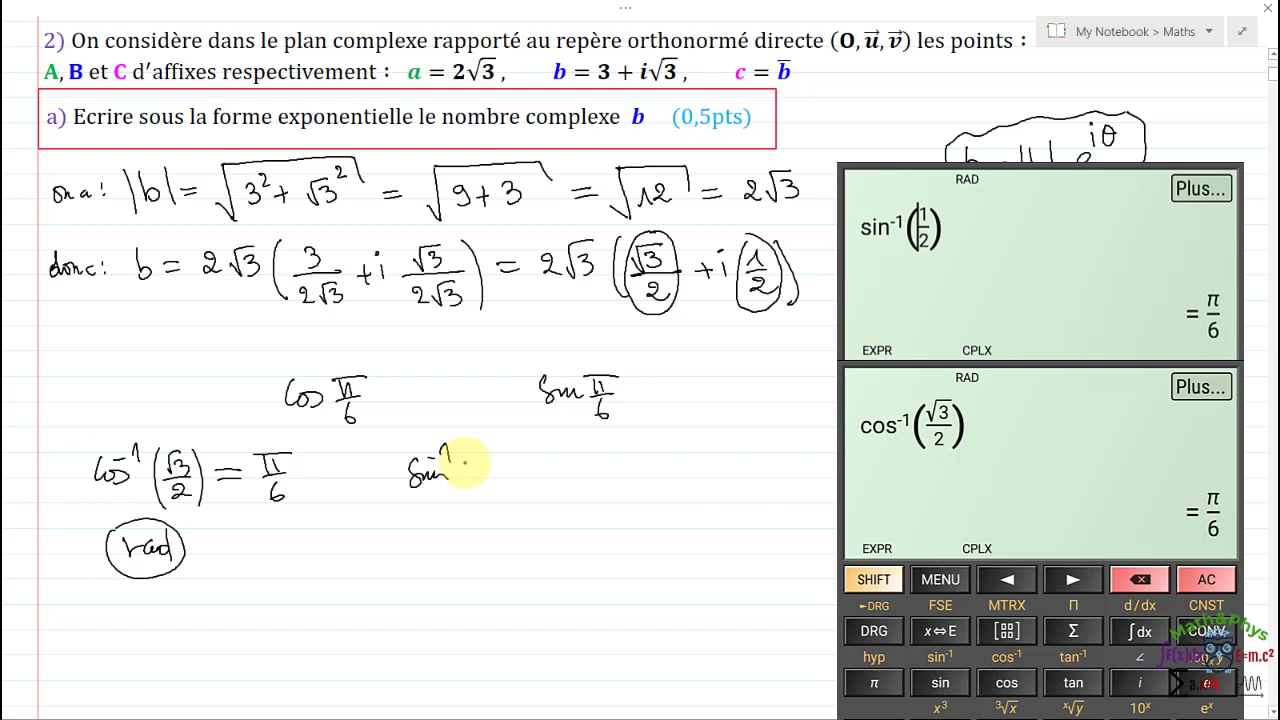 My Notebook > Maths
2) On considère dans le plan complexe rapporté au repère orthonormé directe (O, u⃗, v⃗) les points :
A, B et C d'affixes respectivement : a = 2√3 , b = 3 + i√3 , c = b̅
a) Ecrire sous la forme exponentielle le nombre complexe b (0,5pts)
e^{iθ}
on a : |b| = √(3² + √3²) = √(9+3) = √12 = 2√3
donc : b = 2√3 (3/(2√3) + i √3/(2√3)) = 2√3 (√3/2 + i (1/2))
cos π/6 sin π/6
cos⁻¹ (√3/2) = π/6 sin⁻¹
rad
RAD
Plus...
sin⁻¹(1/2)
= π/6
EXPR CPLX
RAD
Plus...
cos⁻¹(√3/2)
= π/6
EXPR CPLX
SHIFT MENU ◀ ▶ AC
►DRG FSE MTRX Π d/dx CNST
DRG x⇔E Σ ∫dx CONV
hyp sin⁻¹ cos⁻¹ tan⁻¹ ∠
π sin cos tan i e
x³ ³√x ˣ√y 10ˣ eˣ
Math&Phys
E=m.c²